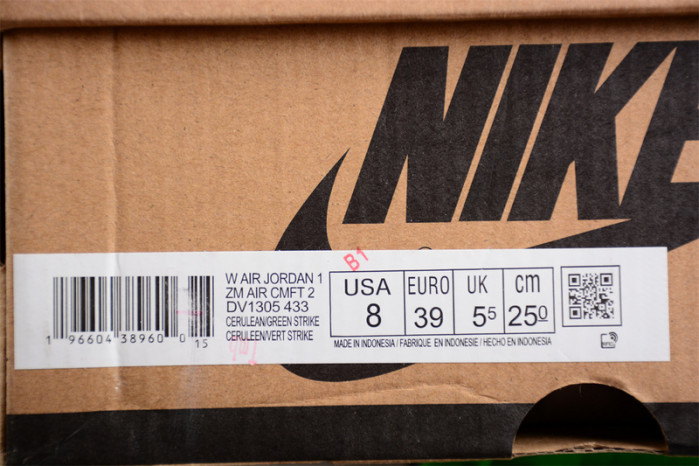 NIKE
B1
W AIR JORDAN 1
ZM AIR CMFT 2
DV1305 433
CERULEAN/GREEN STRIKE
CERULEEN/VERT STRIKE
1 96604 38960 0 15
USA EURO UK cm
8 39 5.5 25.0
MADE IN INDONESIA / FABRIQUE EN INDONESIE / HECHO EN INDONESIA